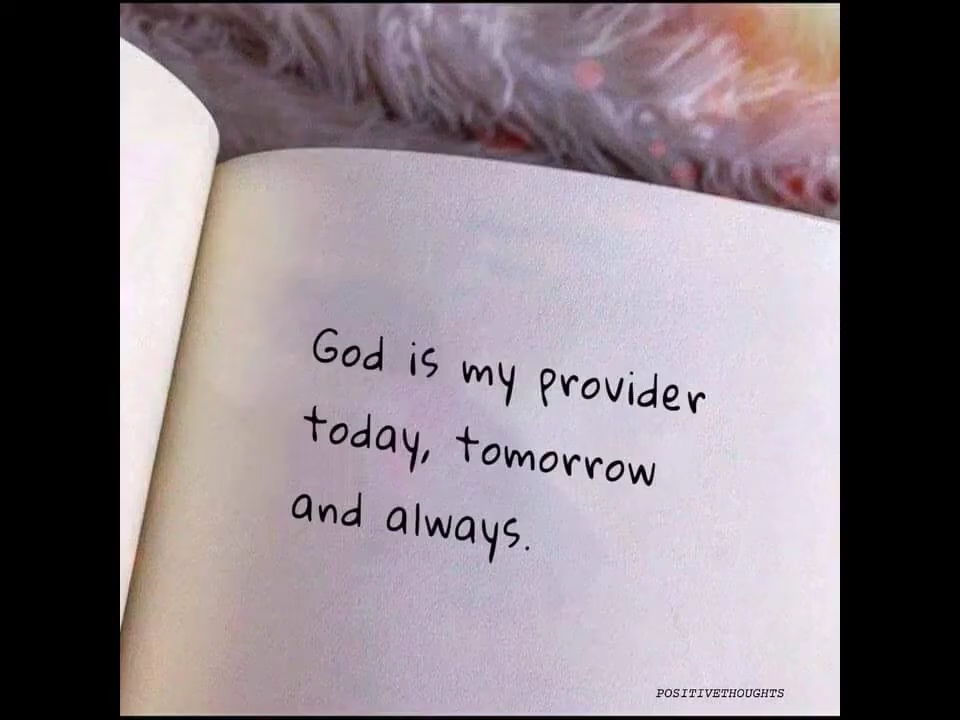 God is my provider
today, tomorrow
and always.
POSITIVETHOUGHTS